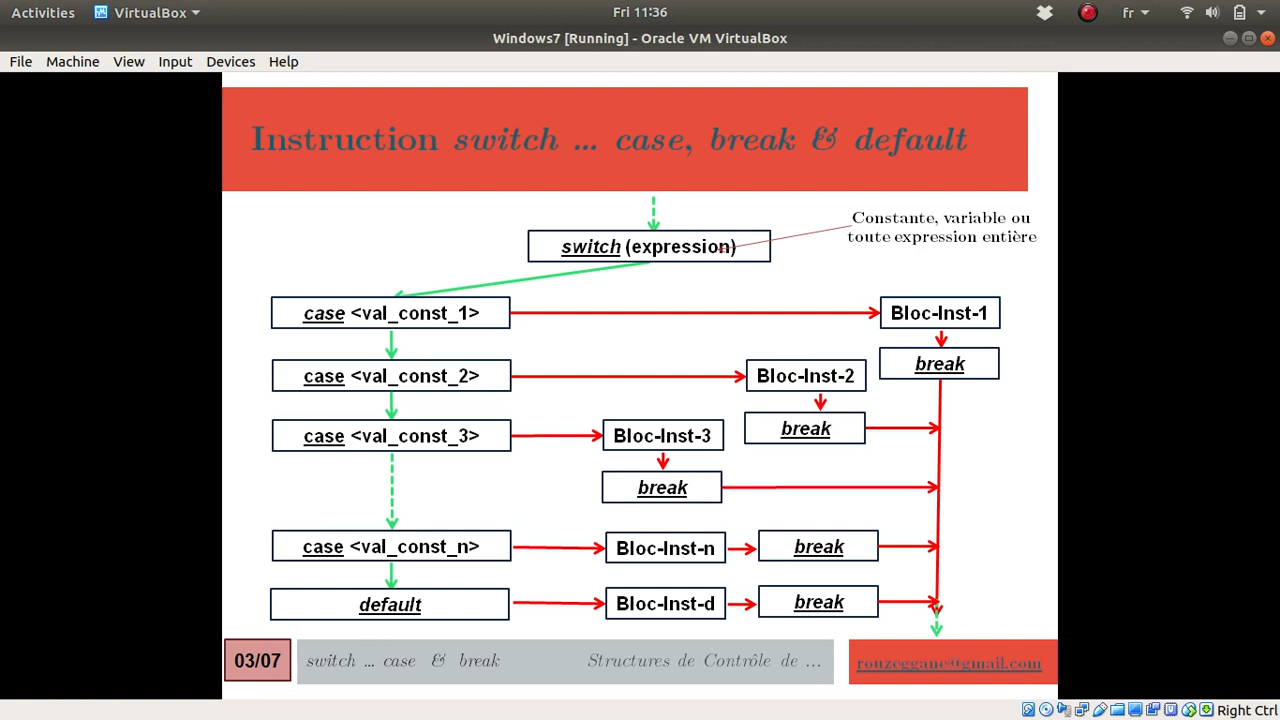 Activities VirtualBox Fri 11:36 fr
Windows7 [Running] - Oracle VM VirtualBox
File Machine View Input Devices Help
Instruction switch ... case, break & default
Constante, variable ou
toute expression entière
switch (expression)
case <val_const_1> Bloc-Inst-1
break
case <val_const_2> Bloc-Inst-2
break
case <val_const_3> Bloc-Inst-3
break
case <val_const_n> Bloc-Inst-n break
default Bloc-Inst-d break
03/07 switch ... case & break Structures de Contrôle de ... rouzeggane@gmail.com
Right Ctrl